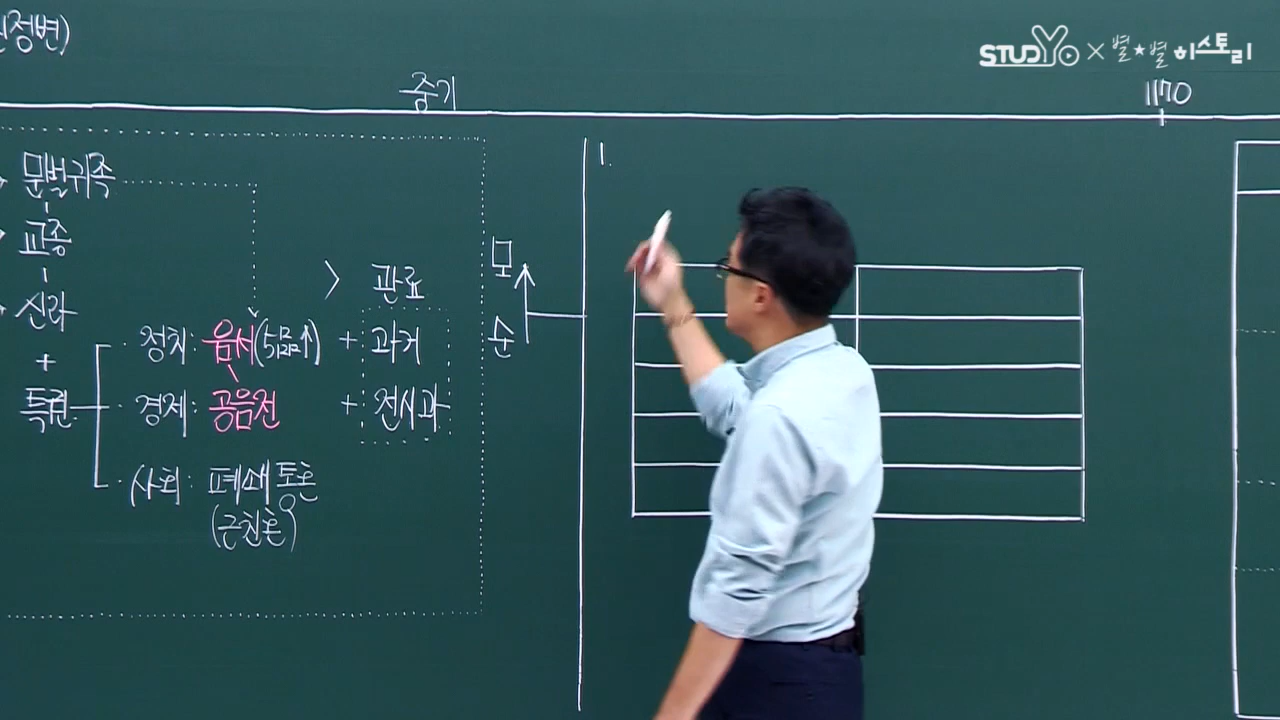 STUDYO × 별★별 히스토리
신정변)
중기
1170
문벌귀족
교종
신라
+
특권
> 관료
정치: 음서(5품↑) + 과거
경제: 공음전 + 전시과
사회: 폐쇄 통혼
(근친혼)
모
순
1.